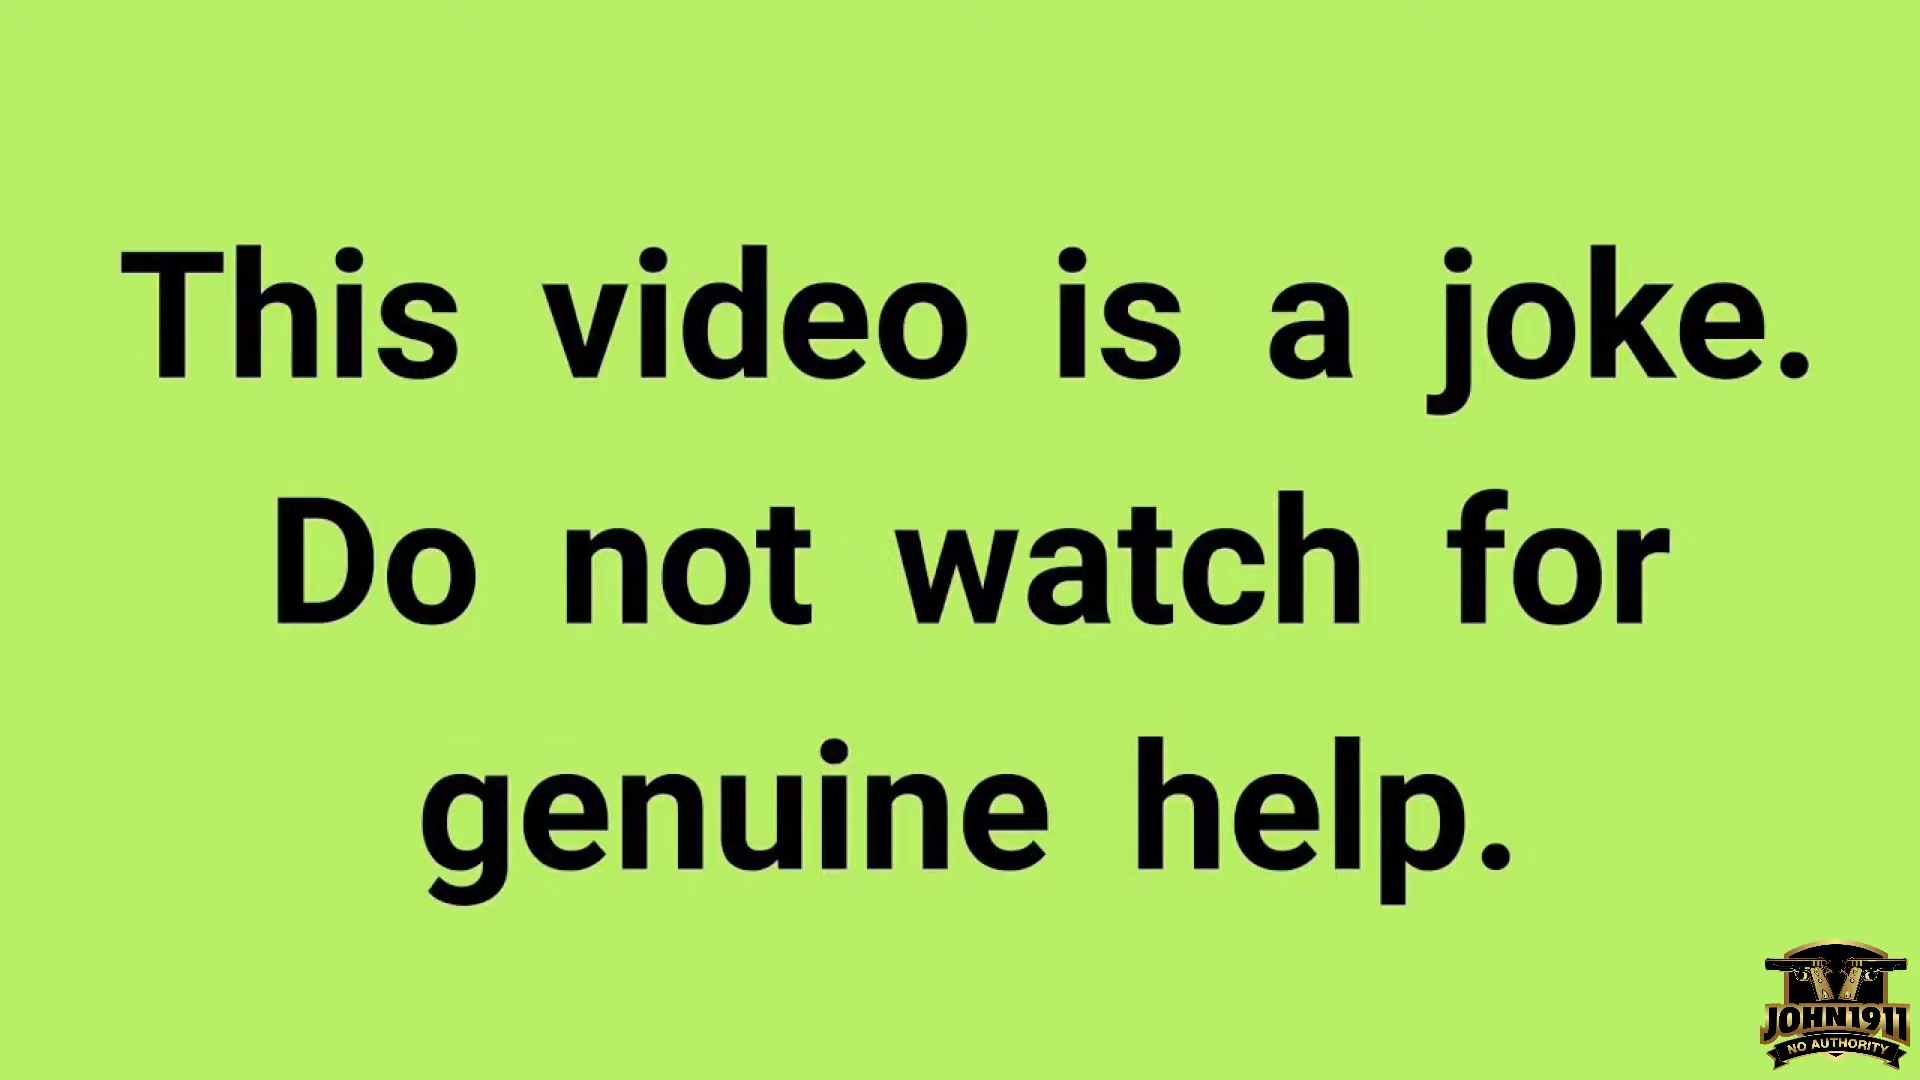 This video is a joke.
Do not watch for
genuine help.
JOHN1911
NO AUTHORITY